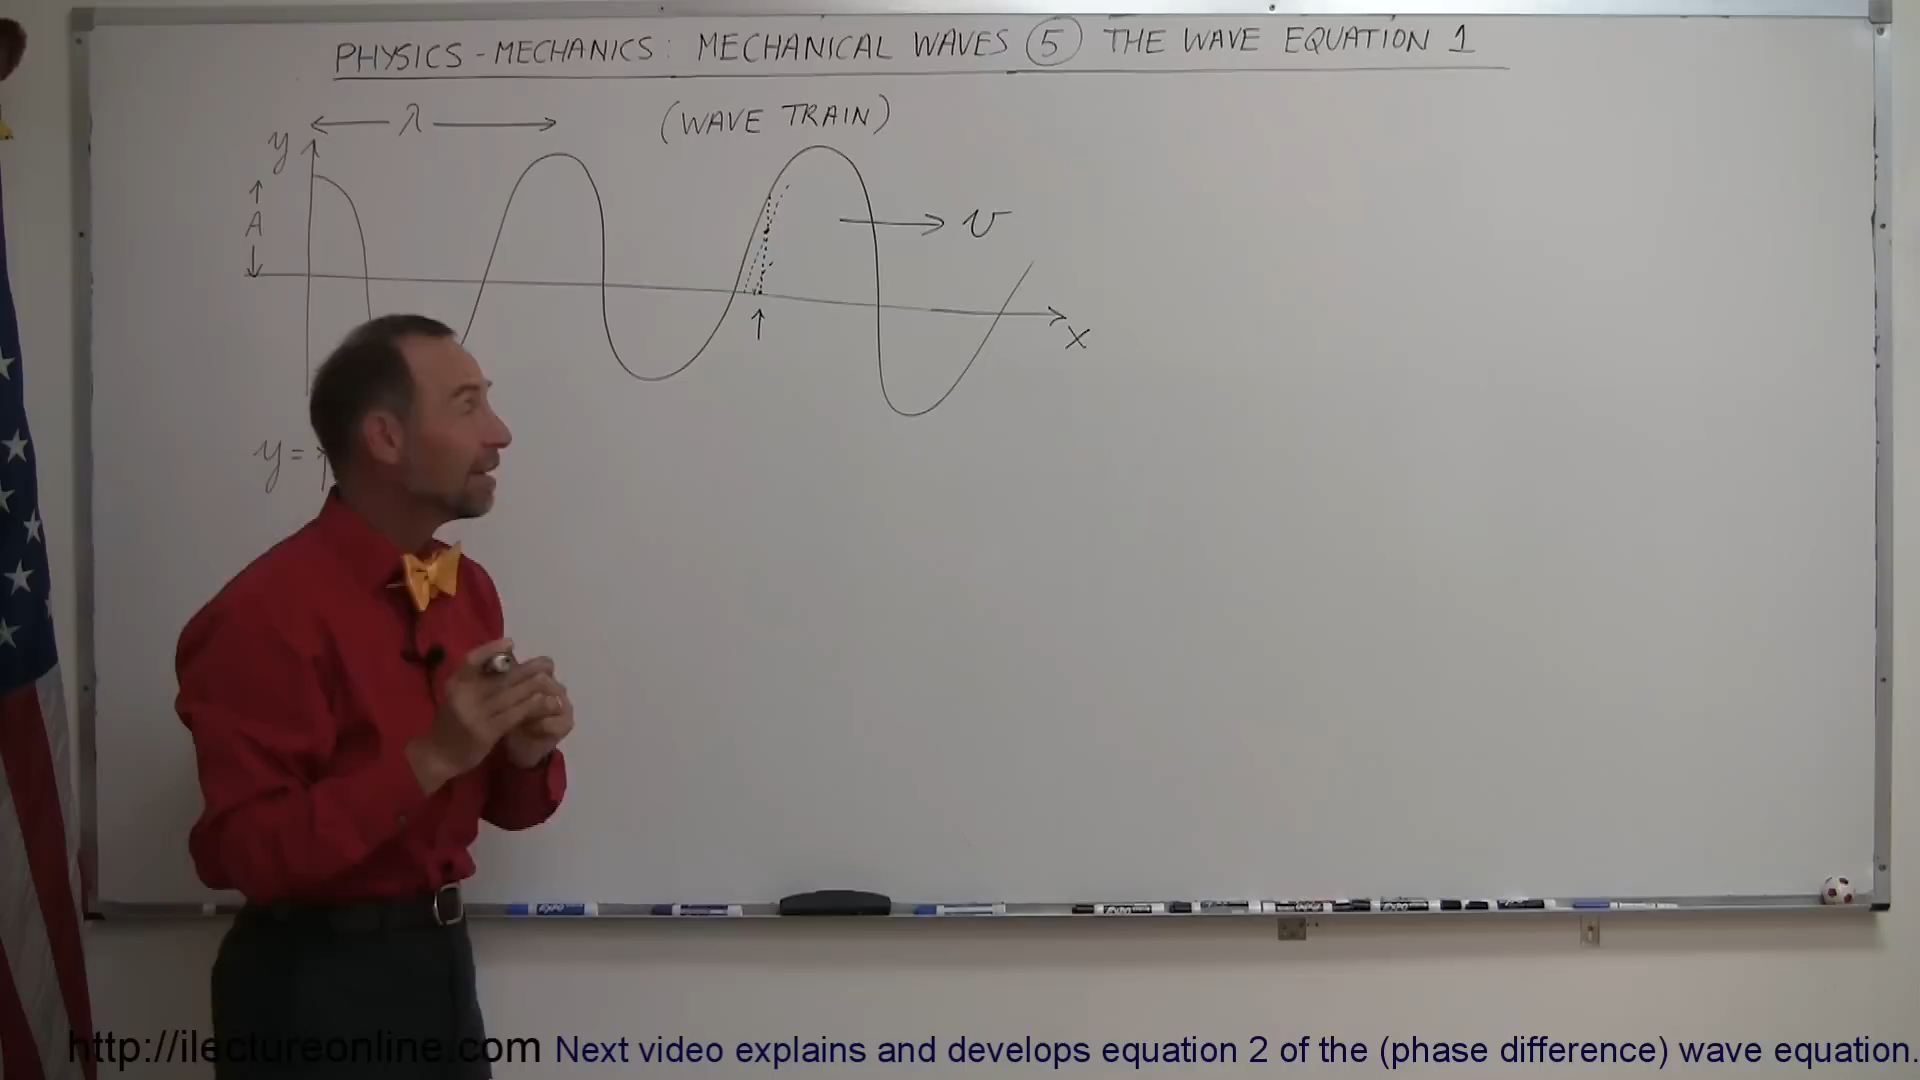 PHYSICS - MECHANICS: MECHANICAL WAVES 5 THE WAVE EQUATION 1
λ
(WAVE TRAIN)
y
A
v
x
y =
http://ilectureonline.com Next video explains and develops equation 2 of the (phase difference) wave equation.